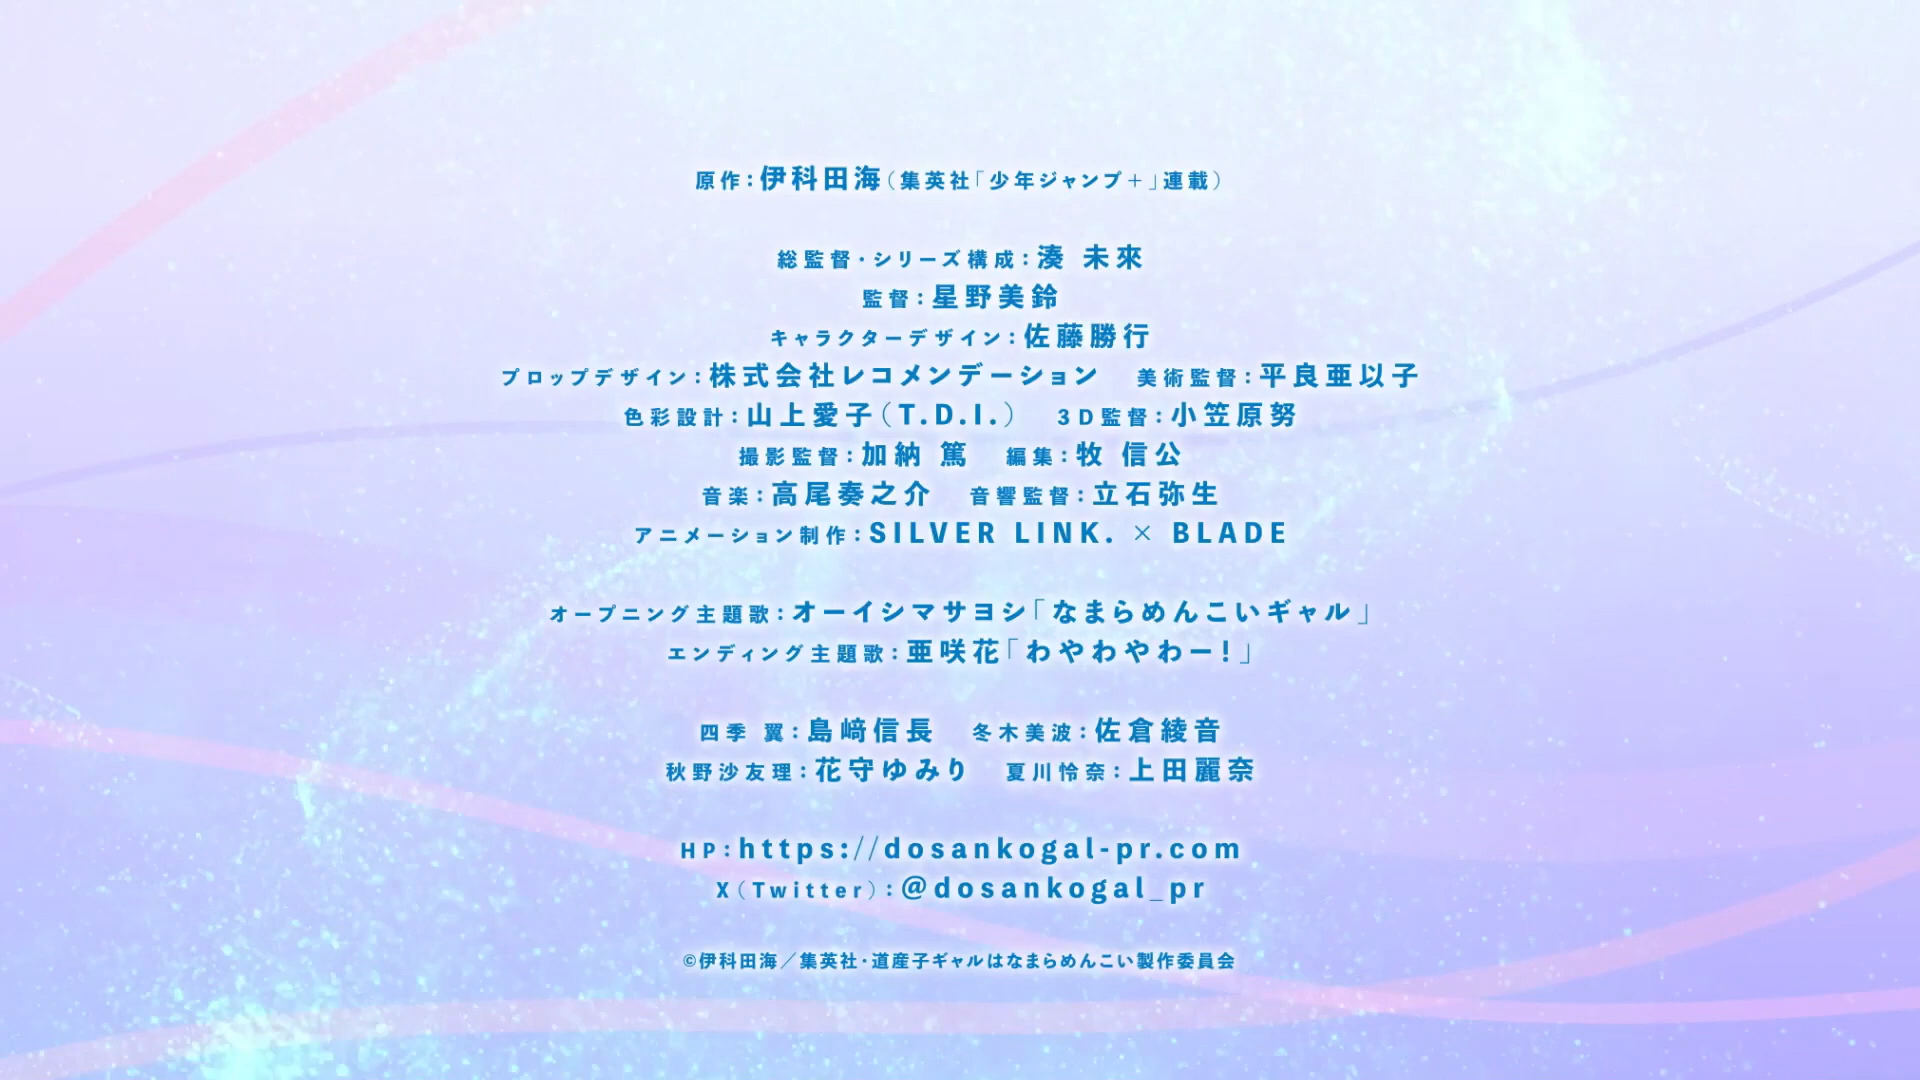 原作：伊科田海（集英社「少年ジャンプ＋」連載）
総監督・シリーズ構成：湊 未來
監督：星野美鈴
キャラクターデザイン：佐藤勝行
プロップデザイン：株式会社レコメンデーション　美術監督：平良亜以子
色彩設計：山上愛子（T.D.I.）　3D監督：小笠原努
撮影監督：加納 篤　編集：牧 信公
音楽：高尾奏之介　音響監督：立石弥生
アニメーション制作：SILVER LINK. × BLADE
オープニング主題歌：オーイシマサヨシ「なまらめんこいギャル」
エンディング主題歌：亜咲花「わやわやわー！」
四季 翼：島﨑信長　冬木美波：佐倉綾音
秋野沙友理：花守ゆみり　夏川怜奈：上田麗奈
HP：https://dosankogal-pr.com
X（Twitter）：@dosankogal_pr
©伊科田海／集英社・道産子ギャルはなまらめんこい製作委員会